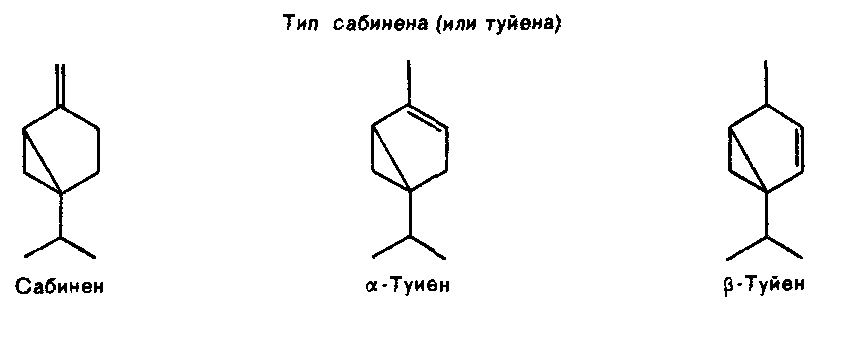 Тип сабинена (или туйена)
Сабинен
α-Туиен
β-Туйен